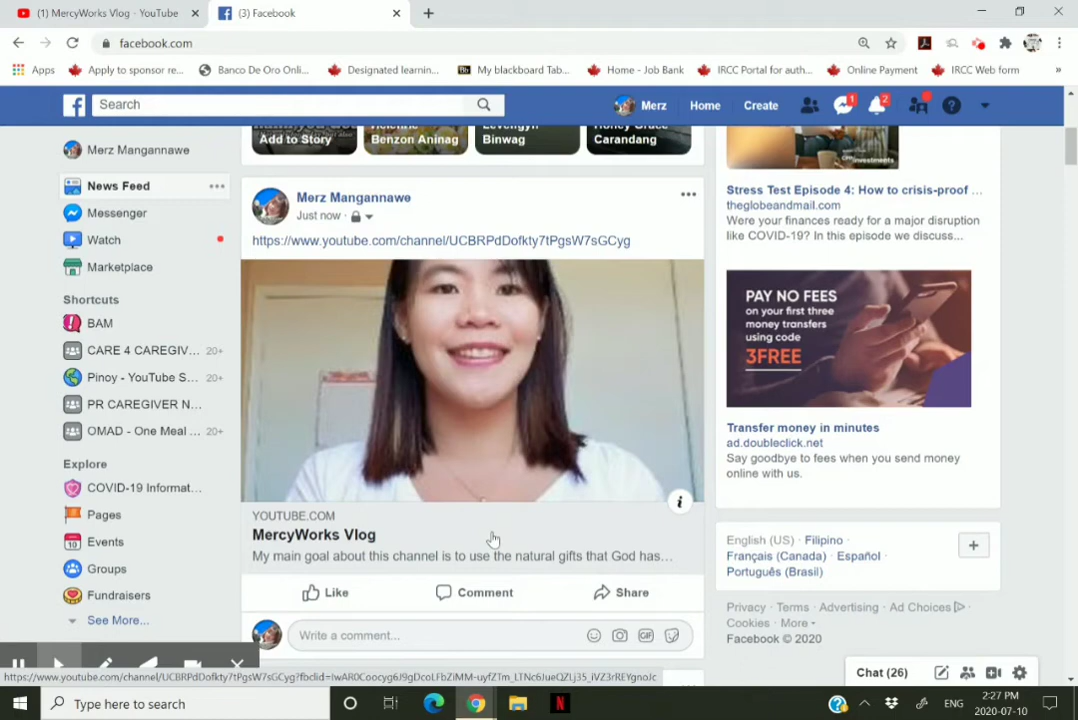 (1) MercyWorks Vlog - YouTube
(3) Facebook
facebook.com
Apps
Apply to sponsor re...
Banco De Oro Onli...
Designated learnin...
Bb
My blackboard Tab...
Home - Job Bank
IRCC Portal for auth...
Online Payment
IRCC Web form
»
Search
Merz
Home
Create
1
2
Merz Mangannawe
News Feed
Messenger
Watch
Marketplace
Shortcuts
BAM
CARE 4 CAREGIV... 20+
Pinoy - YouTube S... 20+
PR CAREGIVER N...
OMAD - One Meal ... 20+
Explore
COVID-19 Informat...
Pages
Events
Groups
Fundraisers
See More...
Add to Story
Benzon Aninag
Binwag
Carandang
Merz Mangannawe
Just now
https://www.youtube.com/channel/UCBRPdDofkty7tPgsW7sGCyg
YOUTUBE.COM
MercyWorks Vlog
My main goal about this channel is to use the natural gifts that God has...
Like
Comment
Share
Write a comment...
GIF
Stress Test Episode 4: How to crisis-proof ...
theglobeandmail.com
Were your finances ready for a major disruption
like COVID-19? In this episode we discuss...
PAY NO FEES
on your first three
money transfers
using code
3FREE
Transfer money in minutes
ad.doubleclick.net
Say goodbye to fees when you send money
online with us.
English (US) · Filipino ·
Français (Canada) · Español ·
Português (Brasil)
Privacy · Terms · Advertising · Ad Choices
Cookies · More
Facebook © 2020
Chat (26)
Type here to search
ENG
2:27 PM
2020-07-10